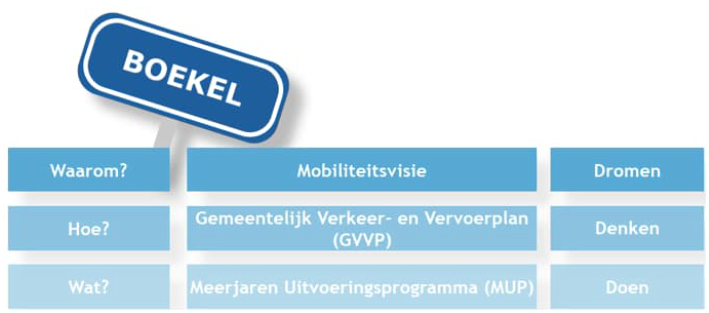 BOEKEL
Waarom? Mobiliteitsvisie Dromen
Hoe? Gemeentelijk Verkeer- en Vervoerplan (GVVP) Denken
Wat? Meerjaren Uitvoeringsprogramma (MUP) Doen